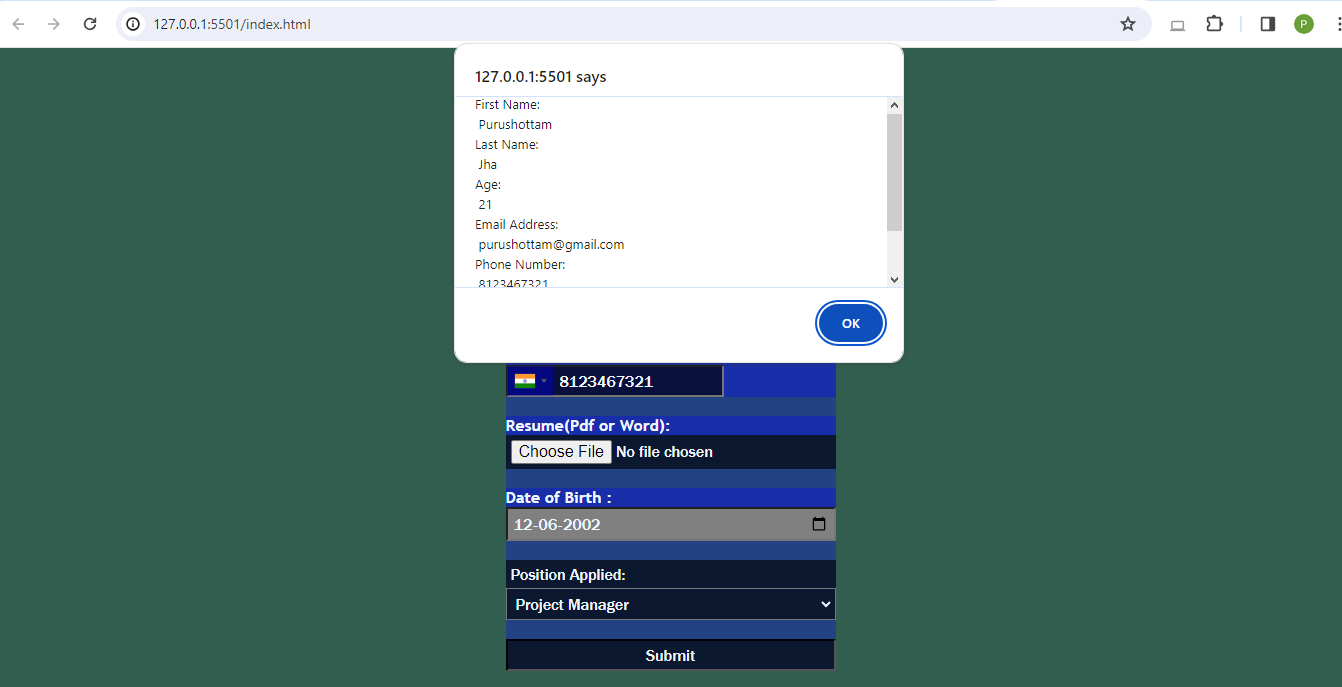 127.0.0.1:5501/index.html
P
127.0.0.1:5501 says
First Name:
Purushottam
Last Name:
Jha
Age:
21
Email Address:
purushottam@gmail.com
Phone Number:
8123467321
OK
8123467321
Resume(Pdf or Word):
Choose File No file chosen
Date of Birth :
12-06-2002
Position Applied:
Project Manager
Submit